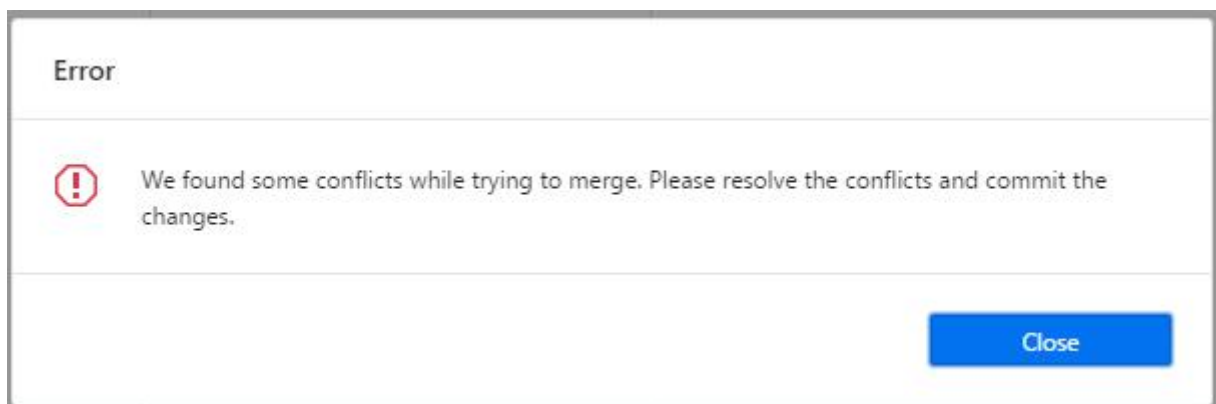 Error
We found some conflicts while trying to merge. Please resolve the conflicts and commit the
changes.
Close